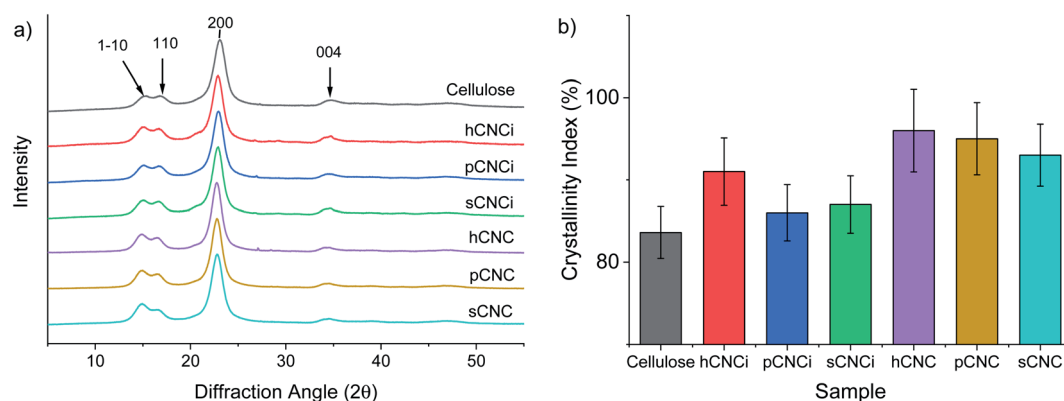 a)
200
1-10
110
004
Cellulose
hCNCi
pCNCi
sCNCi
hCNC
pCNC
sCNC
Intensity
10
20
30
40
50
Diffraction Angle (2θ)
b)
Crystallinity Index (%)
100
80
Cellulose hCNCi pCNCi sCNCi hCNC pCNC sCNC
Sample